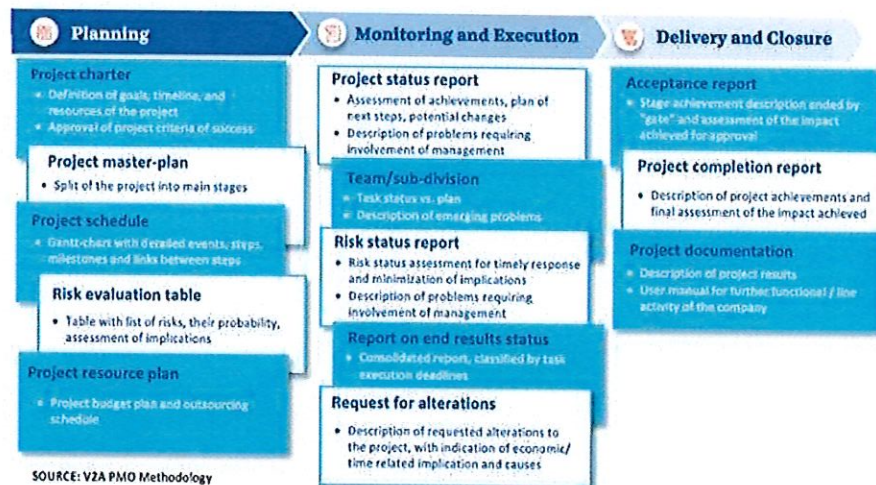 Planning
Project charter
• Definition of goals, timeline, and
resources of the project
• Approval of project criteria of success
Project master-plan
• Split of the project into main stages
Project schedule
• Gantt-chart with derailed events, steps,
milestones and links between steps
Risk evaluation table
• Table with list of risks, their probability,
assessment of implications
Project resource plan
• Project budget plan and outsourcing
schedule
Monitoring and Execution
Project status report
• Assessment of achievements, plan of
next steps, potential changes
• Description of problems requiring
involvement of management
Team/sub-division
• Task status vs. plan
• Description of emerging problems
Risk status report
• Risk status assessment for timely response
and minimization of implications
• Description of problems requiring
involvement of management
Report on end results status
• Consolidated report, classified by task
execution deadlines
Request for alterations
• Description of requested alterations to
the project, with indication of economic/
time related implication and causes
Delivery and Closure
Acceptance report
• Stage achievement description ended by
"gate" and assessment of the impact
achieved for approval
Project completion report
• Description of project achievements and
final assessment of the impact achieved
Project documentation
• Description of project results
• User manual for further functional / line
activity of the company
SOURCE: V2A PMO Methodology